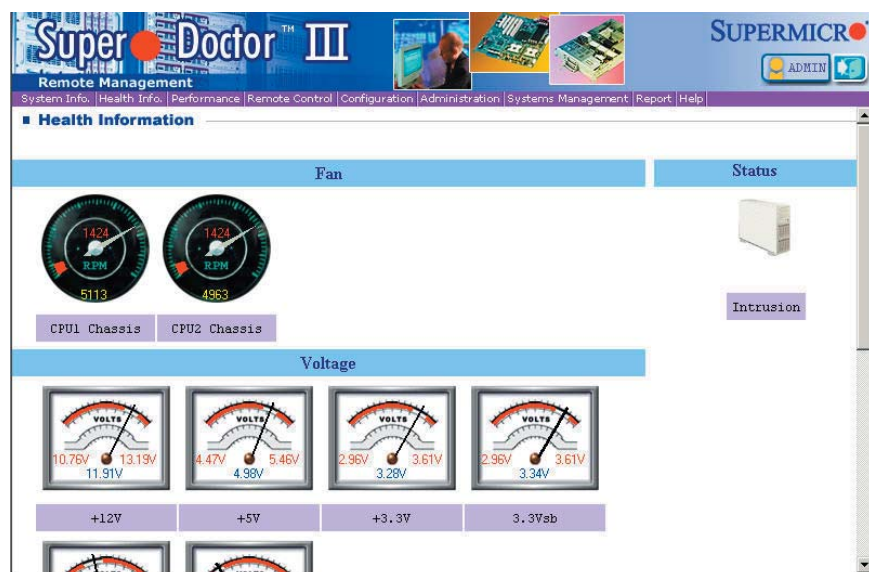 Super Doctor™ III
SUPERMICRO
Remote Management
ADMIN
System Info. | Health Info. | Performance | Remote Control | Configuration | Administration | Systems Management | Report | Help
Health Information
Fan
Status
1424
RPM
5113
1424
RPM
4963
CPU1 Chassis
CPU2 Chassis
Intrusion
Voltage
VOLTS
10.76V 13.19V
11.91V
VOLTS
4.47V 5.46V
4.98V
VOLTS
2.96V 3.61V
3.28V
VOLTS
2.96V 3.61V
3.34V
+12V
+5V
+3.3V
3.3Vsb